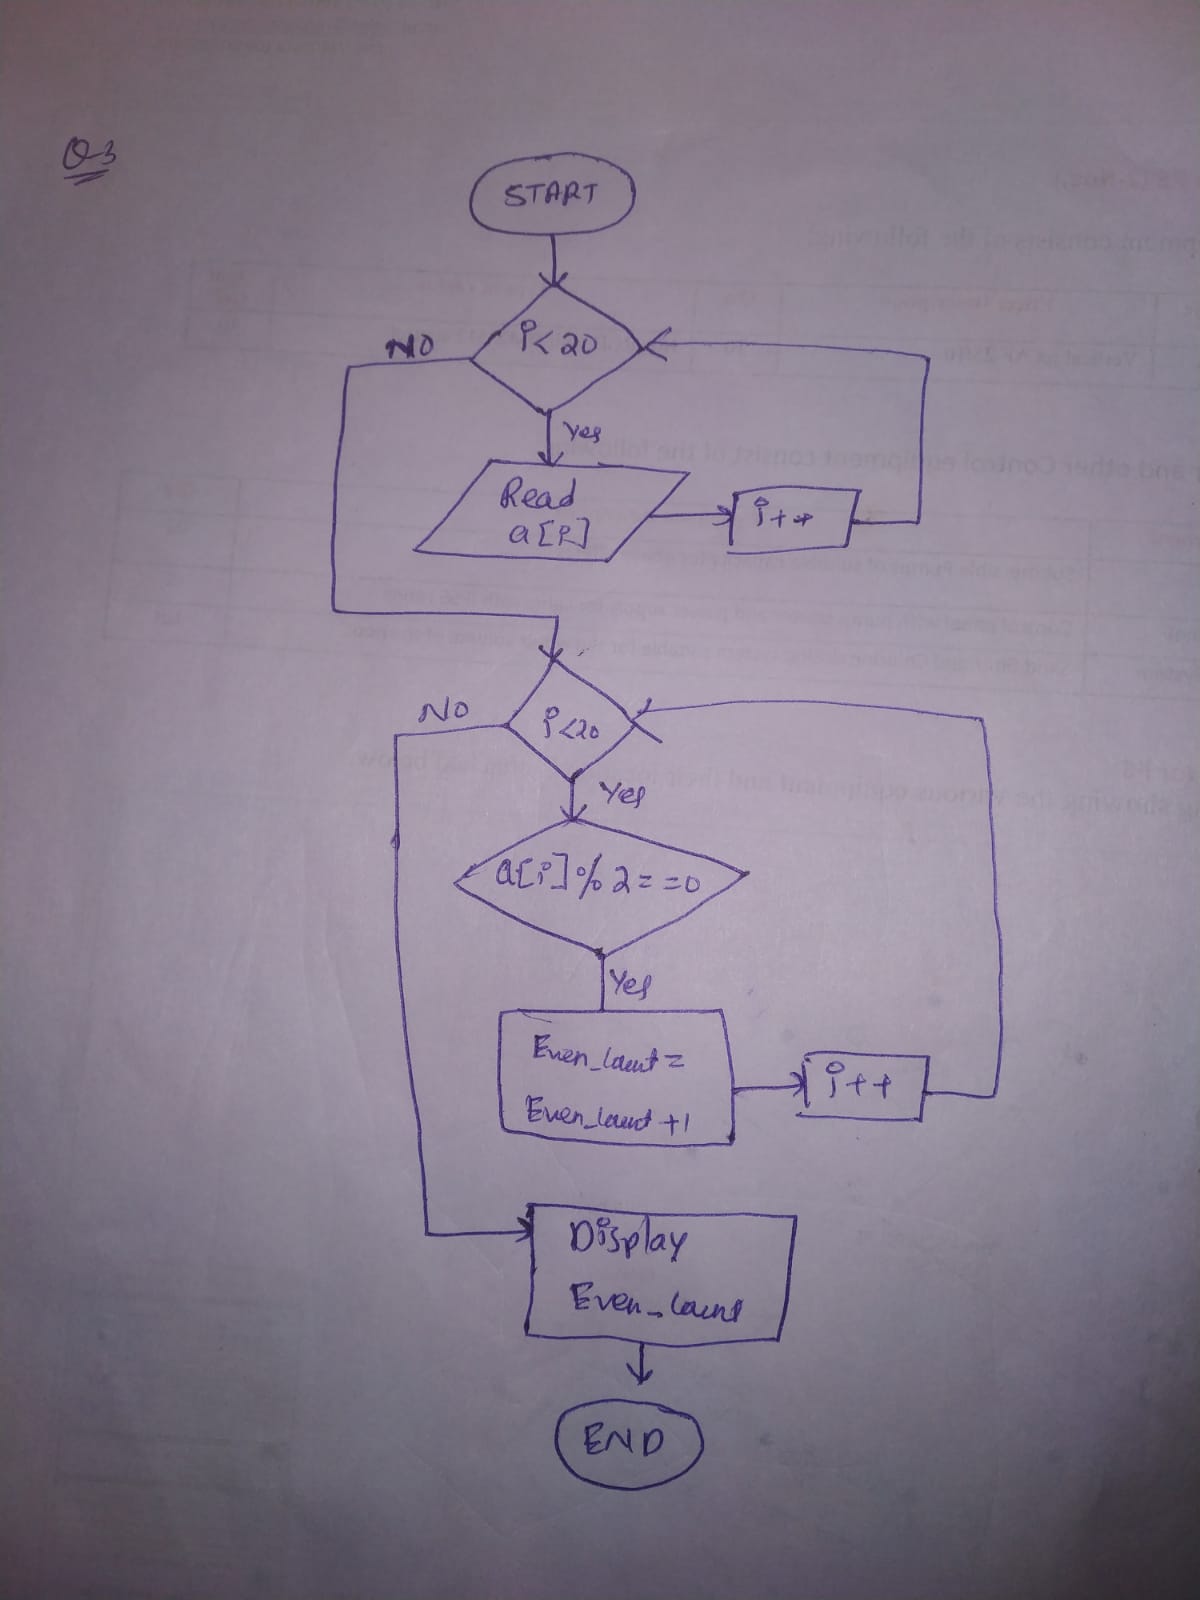 Q3
START
i<20
NO
Yes
Read
a[i]
i++
i<20
NO
Yes
a[i]%2==0
Yes
Even_Count =
Even_Count +1
i++
Display
Even_Count
END